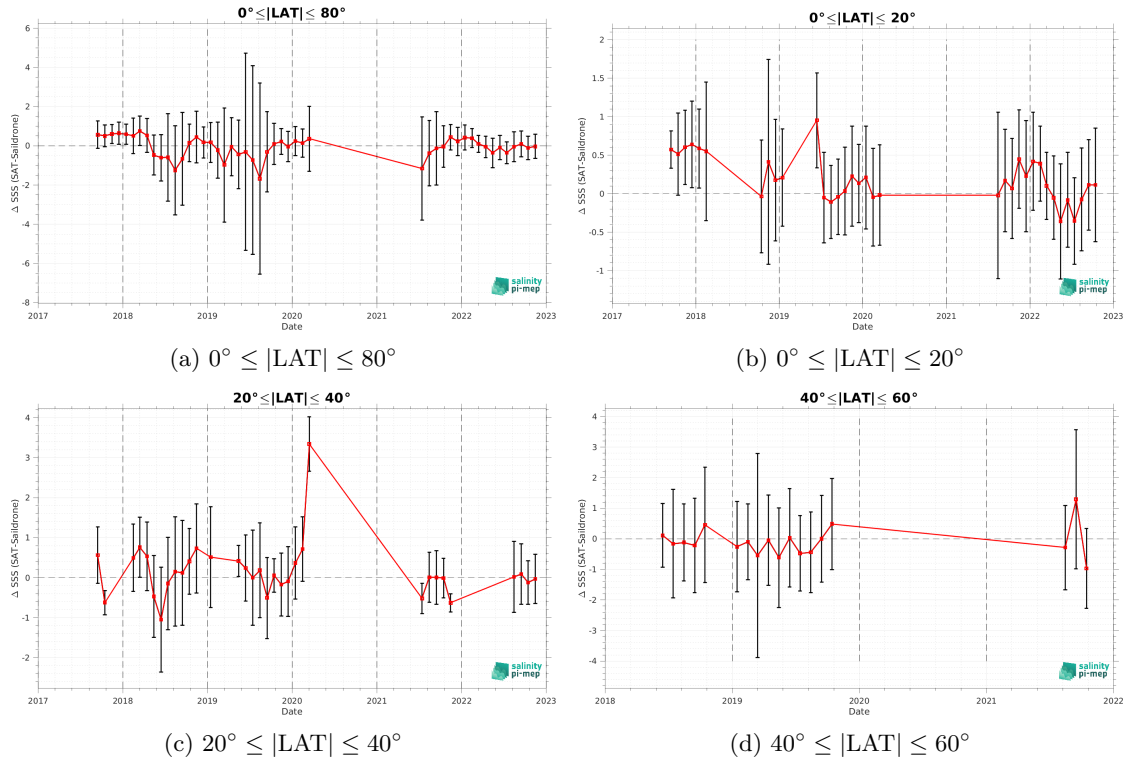 0°≤|LAT|≤ 80°
Δ SSS (SAT-Saildrone)
6
4
2
0
-2
-4
-6
-8
2017 2018 2019 2020 2021 2022 2023
Date
salinity
pi-mep
(a) 0° ≤ |LAT| ≤ 80°
0°≤|LAT|≤ 20°
Δ SSS (SAT-Saildrone)
2
1.5
1
0.5
0
-0.5
-1
2017 2018 2019 2020 2021 2022 2023
Date
salinity
pi-mep
(b) 0° ≤ |LAT| ≤ 20°
20°≤|LAT|≤ 40°
Δ SSS (SAT-Saildrone)
4
3
2
1
0
-1
-2
2017 2018 2019 2020 2021 2022 2023
Date
salinity
pi-mep
(c) 20° ≤ |LAT| ≤ 40°
40°≤|LAT|≤ 60°
Δ SSS (SAT-Saildrone)
4
3
2
1
0
-1
-2
-3
-4
2018 2019 2020 2021 2022
Date
salinity
pi-mep
(d) 40° ≤ |LAT| ≤ 60°